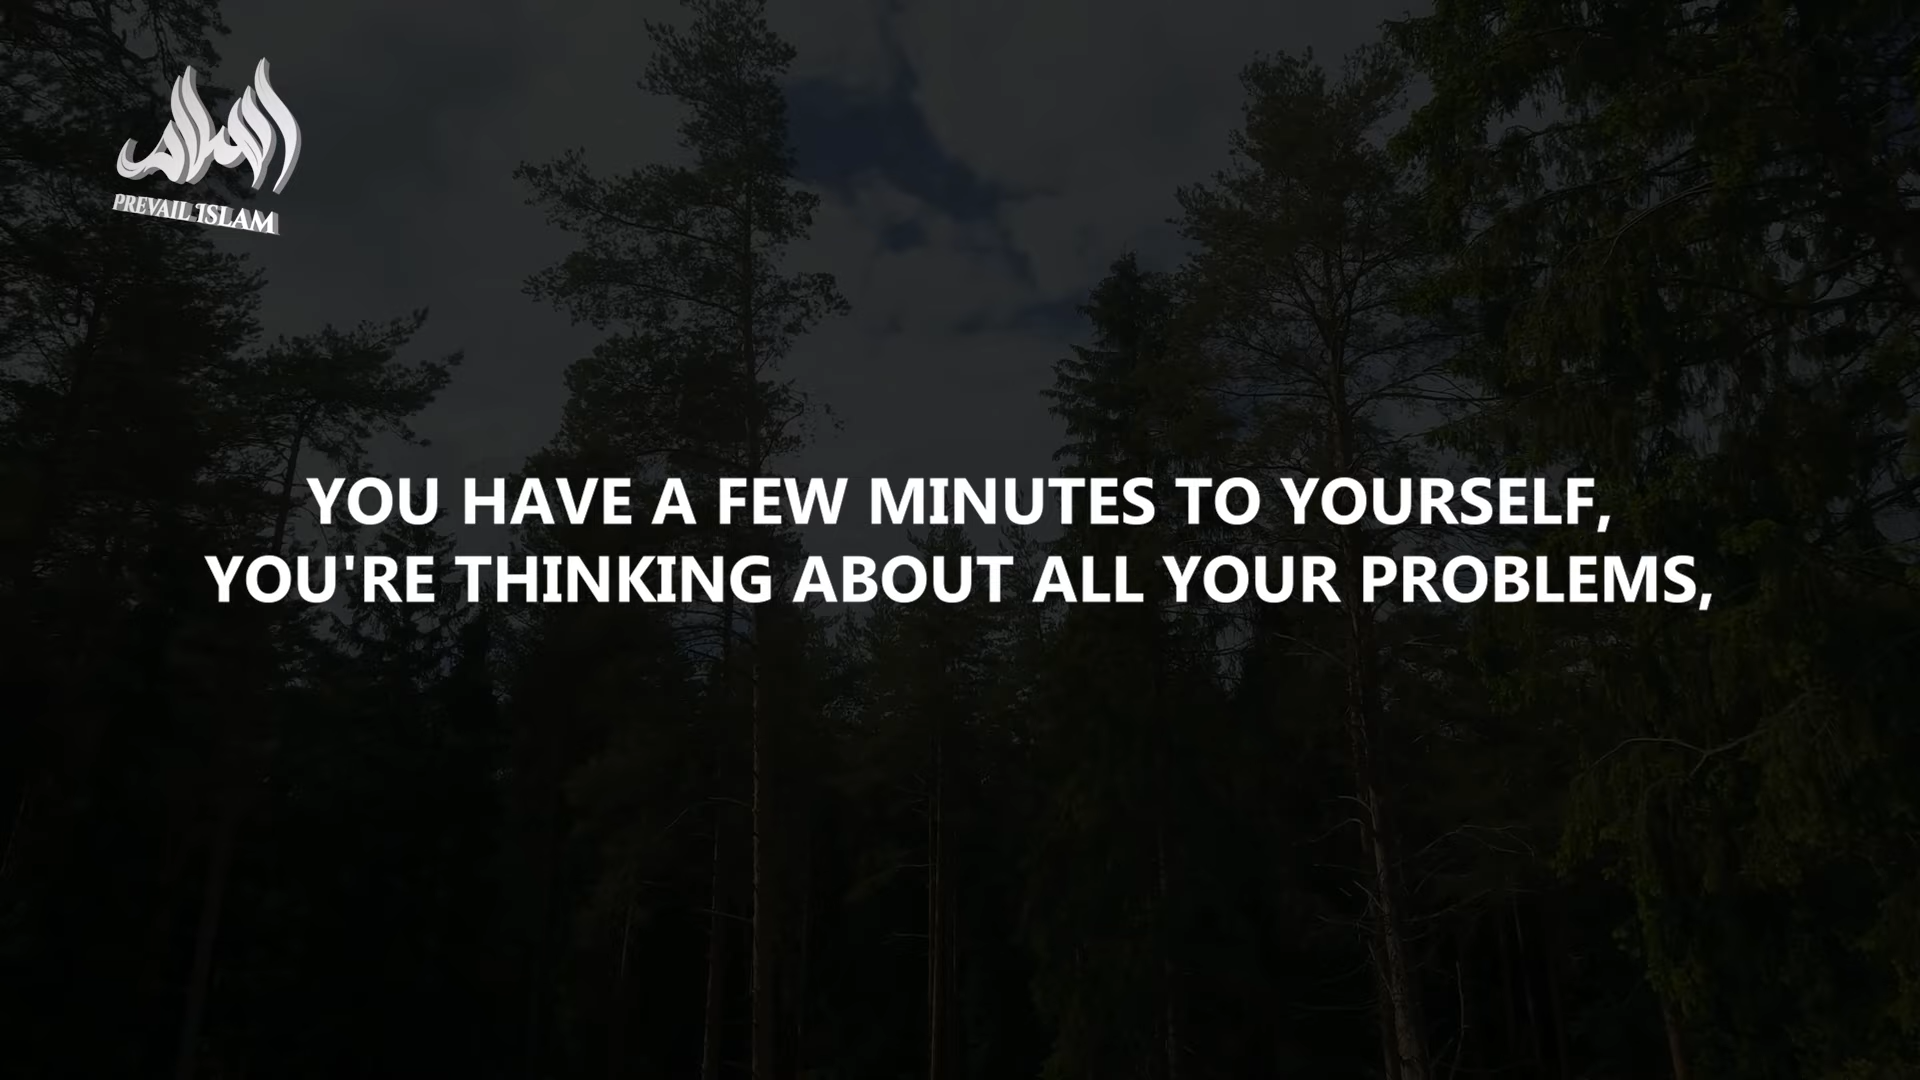 PREVAIL ISLAM
YOU HAVE A FEW MINUTES TO YOURSELF,
YOU'RE THINKING ABOUT ALL YOUR PROBLEMS,